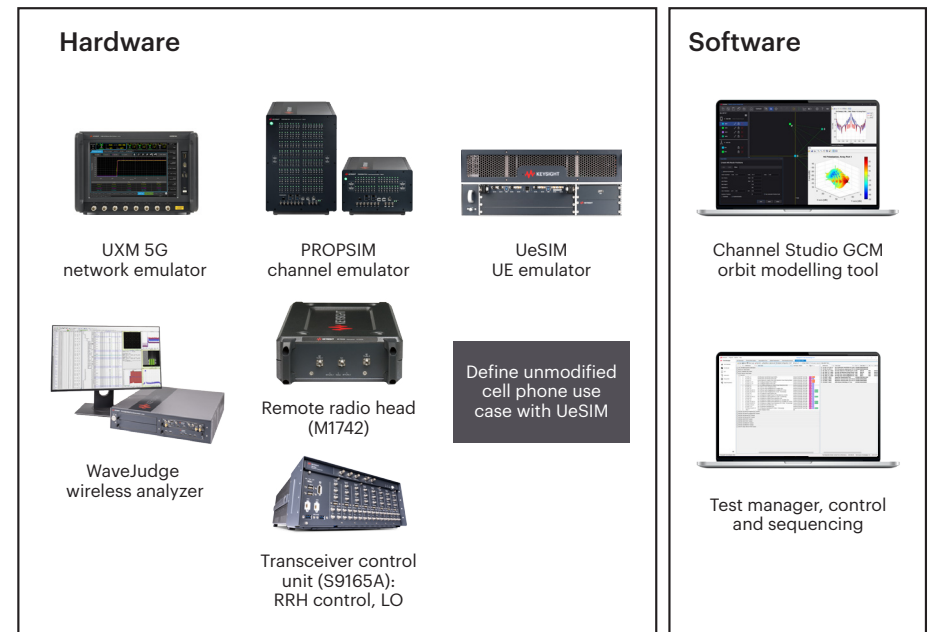 Hardware
Software
UXM 5G
network emulator
PROPSIM
channel emulator
KEYSIGHT
UeSIM
UE emulator
Channel Studio GCM
orbit modelling tool
WaveJudge
wireless analyzer
KEYSIGHT
Remote radio head
(M1742)
Define unmodified
cell phone use
case with UeSIM
Transceiver control
unit (S9165A):
RRH control, LO
Test manager, control
and sequencing